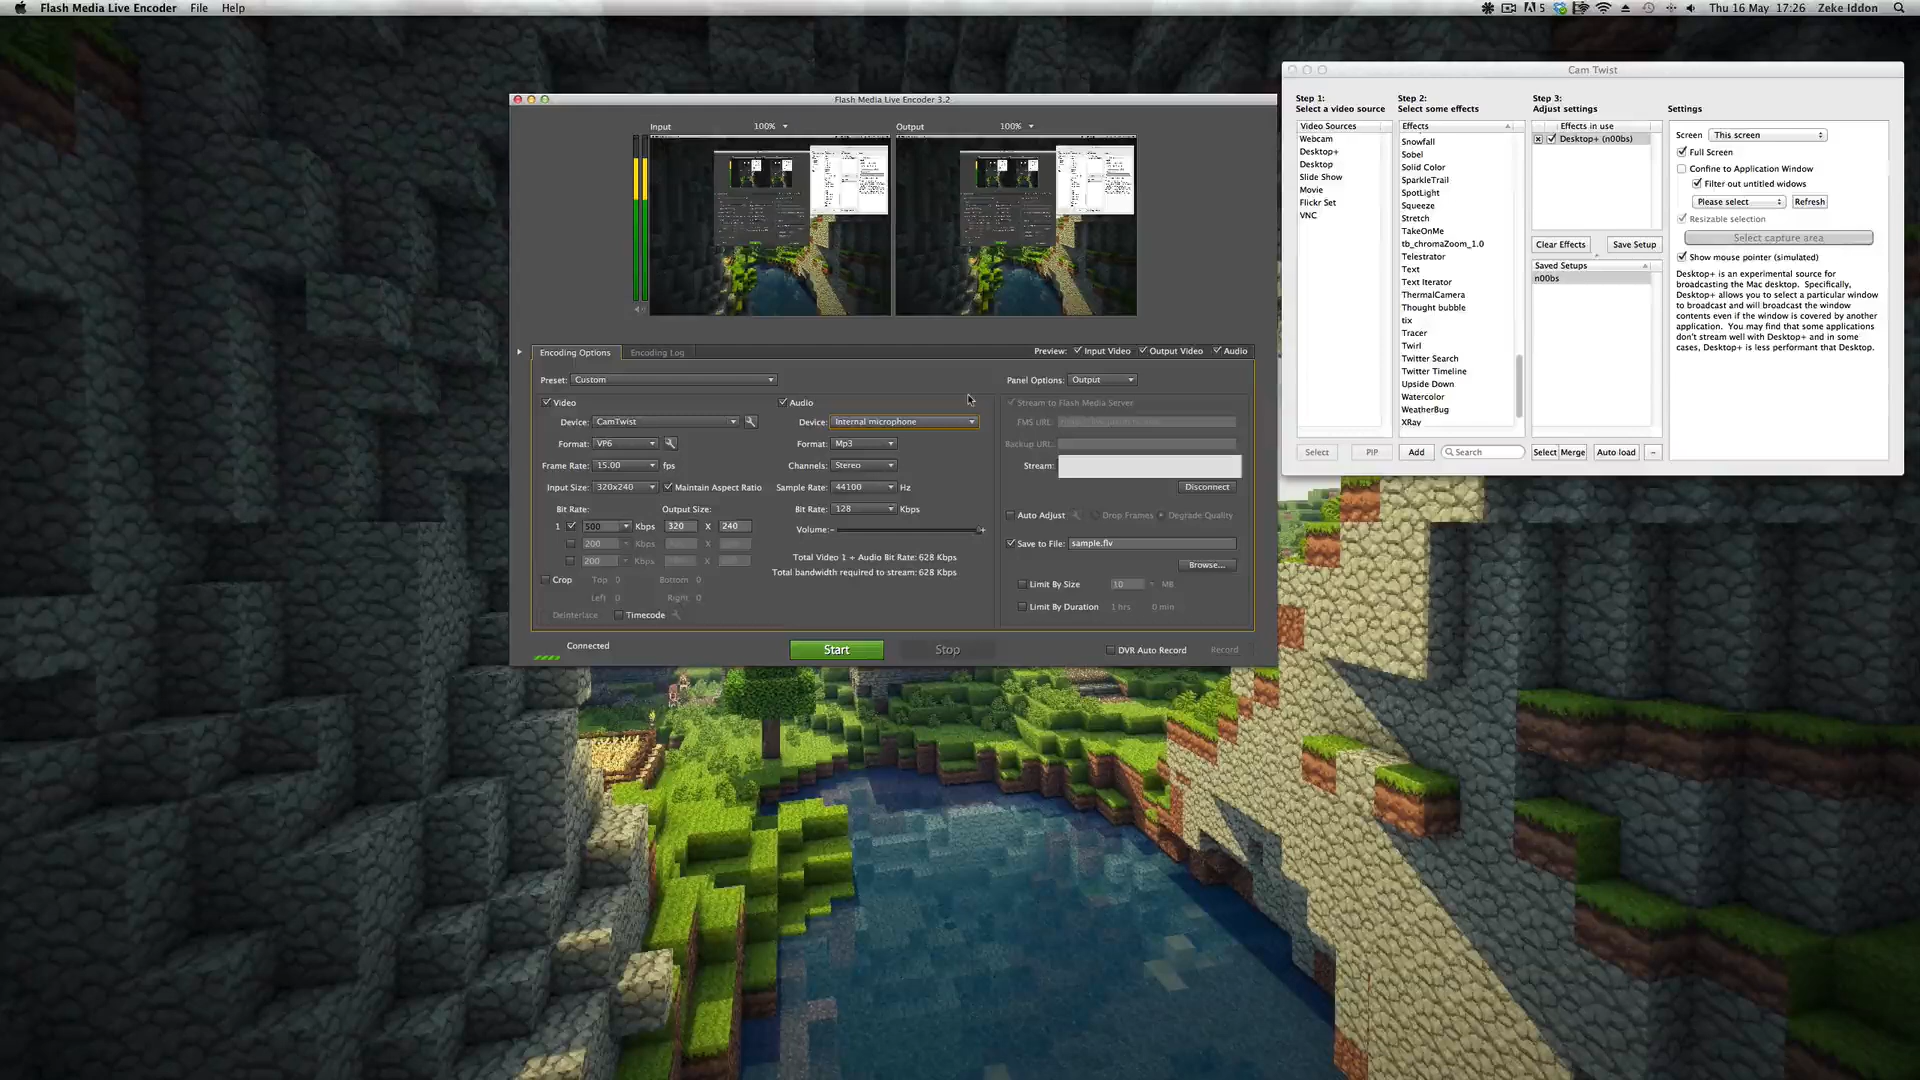 Flash Media Live Encoder File Help
5 Thu 16 May 17:26 Zeke Iddon
Flash Media Live Encoder 3.2
Input 100%
Output 100%
Encoding Options
Encoding Log
Preview: Input Video Output Video Audio
Preset: Custom
Panel Options: Output
Video
Device: CamTwist
Format: VP6
Frame Rate: 15.00 fps
Input Size: 320x240 Maintain Aspect Ratio
Bit Rate: Output Size:
1 500 Kbps 320 X 240
200 Kbps X
200 Kbps X
Crop Top 0 Bottom 0
Left 0 Right 0
Deinterlace Timecode
Audio
Device: Internal microphone
Format: Mp3
Channels: Stereo
Sample Rate: 44100 Hz
Bit Rate: 128 Kbps
Volume: - +
Total Video 1 + Audio Bit Rate: 628 Kbps
Total bandwidth required to stream: 628 Kbps
Stream to Flash Media Server
FMS URL:
Backup URL:
Stream:
Disconnect
Auto Adjust Drop Frames Degrade Quality
Save to File: sample.flv
Browse...
Limit By Size 10 MB
Limit By Duration 1 hrs 0 min
Connected
Start
Stop
DVR Auto Record
Record
Cam Twist
Step 1:
Select a video source
Video Sources
Webcam
Desktop+
Desktop
Slide Show
Movie
Flickr Set
VNC
Select
PIP
Step 2:
Select some effects
Effects
Snowfall
Sobel
Solid Color
SparkleTrail
SpotLight
Squeeze
Stretch
TakeOnMe
tb_chromaZoom_1.0
Telestrator
Text
Text Iterator
ThermalCamera
Thought bubble
tix
Tracer
Twirl
Twitter Search
Twitter Timeline
Upside Down
Watercolor
WeatherBug
XRay
Add
Search
Step 3:
Adjust settings
Effects in use
Desktop+ (n00bs)
Clear Effects
Save Setup
Saved Setups
n00bs
Select
Merge
Auto load
-
Settings
Screen This screen
Full Screen
Confine to Application Window
Filter out untitled widows
Please select Refresh
Resizable selection
Select capture area
Show mouse pointer (simulated)
Desktop+ is an experimental source for
broadcasting the Mac desktop. Specifically,
Desktop+ allows you to select a particular window
to broadcast and will broadcast the window
contents even if the window is covered by another
application. You may find that some applications
don't stream well with Desktop+ and in some
cases, Desktop+ is less performant that Desktop.